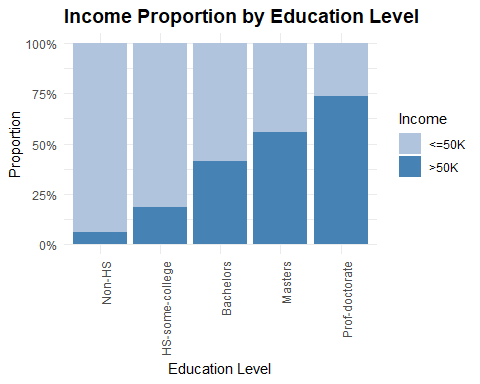 Income Proportion by Education Level
100%
75%
50%
25%
0%
Proportion
Non-HS
HS-some-college
Bachelors
Masters
Prof-doctorate
Education Level
Income
<=50K
>50K